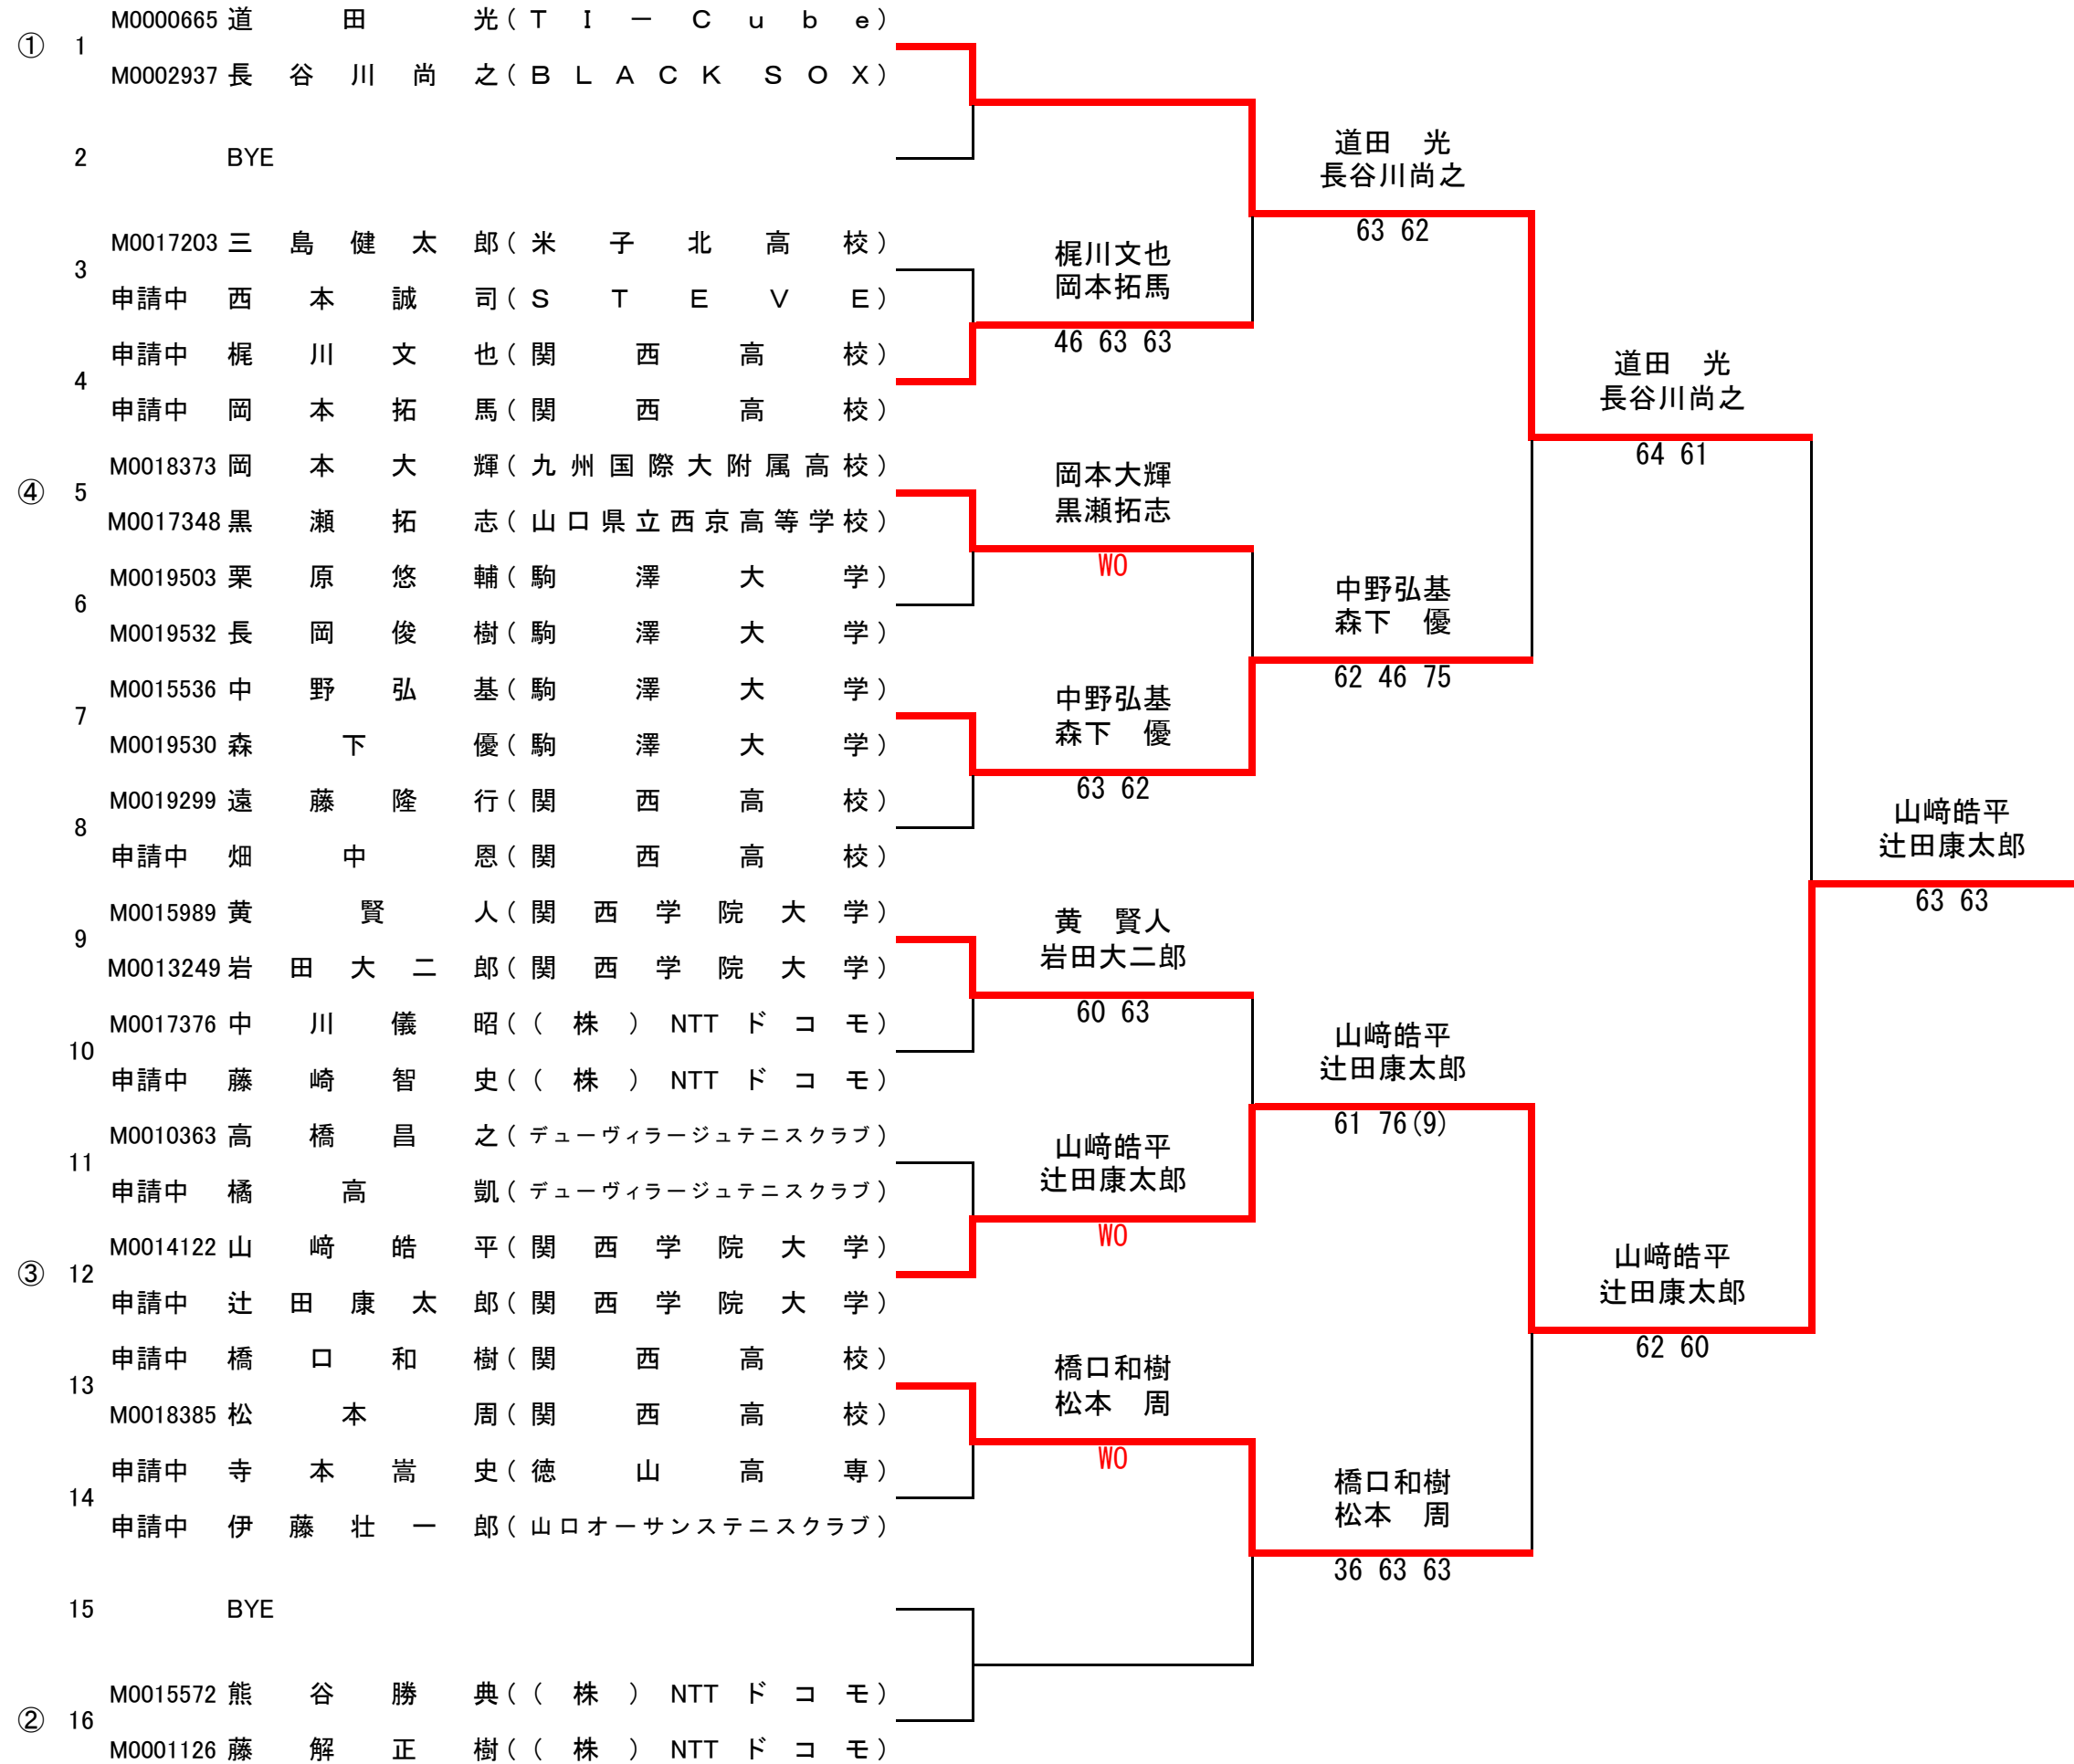 M0000665 道田光(TI－Cube)
① 1
M0002937 長谷川尚之(BLACK SOX)
2 BYE
道田　光
長谷川尚之
63 62
M0017203 三島健太郎(米子北高校)
3
申請中 西本誠司(STEVE)
梶川文也
岡本拓馬
46 63 63
申請中 梶川文也(関西高校)
4
申請中 岡本拓馬(関西高校)
道田　光
長谷川尚之
64 61
M0018373 岡本大輝(九州国際大附属高校)
④ 5
M0017348 黒瀬拓志(山口県立西京高等学校)
岡本大輝
黒瀬拓志
WO
M0019503 栗原悠輔(駒澤大学)
6
M0019532 長岡俊樹(駒澤大学)
中野弘基
森下　優
62 46 75
M0015536 中野弘基(駒澤大学)
7
M0019530 森下優(駒澤大学)
中野弘基
森下　優
63 62
M0019299 遠藤隆行(関西高校)
8
申請中 畑中恩(関西高校)
山﨑皓平
辻田康太郎
63 63
M0015989 黄賢人(関西学院大学)
9
M0013249 岩田大二郎(関西学院大学)
黄　賢人
岩田大二郎
60 63
M0017376 中川儀昭((株)NTTドコモ)
10
申請中 藤崎智史((株)NTTドコモ)
山﨑皓平
辻田康太郎
61 76(9)
M0010363 高橋昌之(デューヴィラージュテニスクラブ)
11
申請中 橘高凱(デューヴィラージュテニスクラブ)
山﨑皓平
辻田康太郎
WO
M0014122 山﨑皓平(関西学院大学)
③ 12
申請中 辻田康太郎(関西学院大学)
山﨑皓平
辻田康太郎
62 60
申請中 橋口和樹(関西高校)
13
M0018385 松本周(関西高校)
橋口和樹
松本　周
WO
申請中 寺本嵩史(徳山高専)
14
申請中 伊藤壮一郎(山口オーサンステニスクラブ)
橋口和樹
松本　周
36 63 63
15 BYE
M0015572 熊谷勝典((株)NTTドコモ)
② 16
M0001126 藤解正樹((株)NTTドコモ)